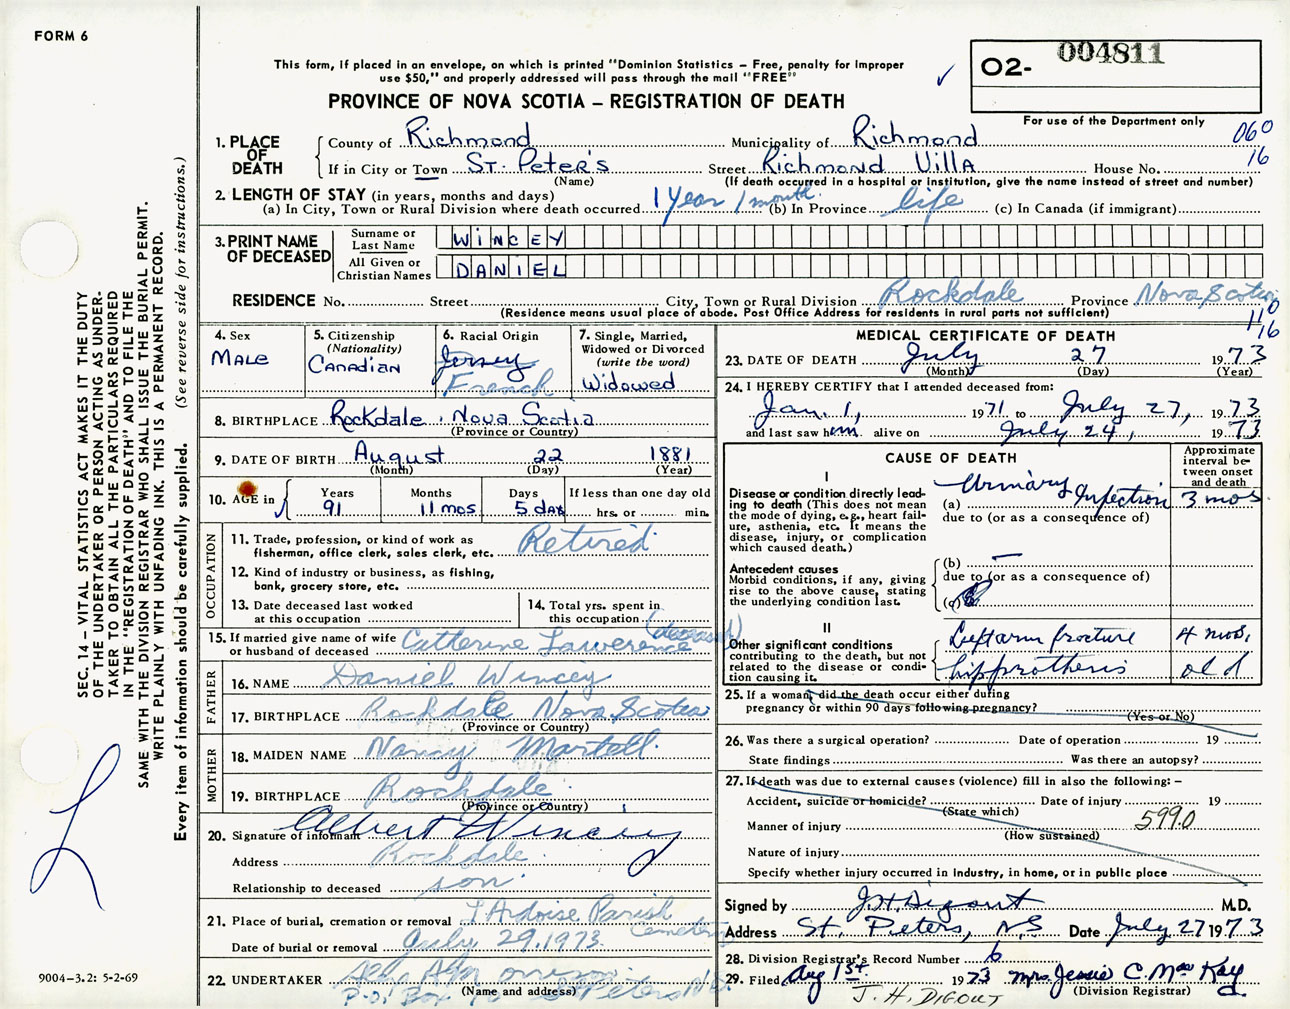 FORM 6
004811
O2-
This form, if placed in an envelope, on which is printed "Dominion Statistics – Free, penalty for improper
use $50," and properly addressed will pass through the mail "FREE"
PROVINCE OF NOVA SCOTIA – REGISTRATION OF DEATH
For use of the Department only
060
16
1. PLACE OF DEATH
County of Richmond Municipality of Richmond
If in City or Town St. Peter's Street Richmond Villa House No.
(Name) (If death occurred in a hospital or institution, give the name instead of street and number)
2. LENGTH OF STAY (in years, months and days)
(a) In City, Town or Rural Division where death occurred 1 Year 1 month. (b) In Province life (c) In Canada (if immigrant)
3. PRINT NAME OF DECEASED
Surname or Last Name WINCEY
All Given or Christian Names DANIEL
RESIDENCE No. Street City, Town or Rural Division Rockdale Province Nova Scotia
(Residence means usual place of abode. Post Office Address for residents in rural parts not sufficient)
110
16
4. Sex
Male
5. Citizenship
(Nationality)
Canadian
6. Racial Origin
Jersey
French
7. Single, Married,
Widowed or Divorced
(write the word)
Widowed
8. BIRTHPLACE Rockdale, Nova Scotia
(Province or Country)
9. DATE OF BIRTH August 22 1881
(Month) (Day) (Year)
10. AGE in
Years Months Days If less than one day old
91 11 mos 5 days hrs. or min.
OCCUPATION
11. Trade, profession, or kind of work as
fisherman, office clerk, sales clerk, etc. Retired
12. Kind of industry or business, as fishing,
bank, grocery store, etc.
13. Date deceased last worked
at this occupation
14. Total yrs. spent in
this occupation
15. If married give name of wife
or husband of deceased Catherine Lawerence (deceased)
FATHER
16. NAME Daniel Wincey
17. BIRTHPLACE Rockdale Nova Scotia
(Province or Country)
MOTHER
18. MAIDEN NAME Nancy Martell.
19. BIRTHPLACE Rockdale
(Province or Country)
20. Signature of informant Albert Wincey
Address Rockdale
Relationship to deceased son
21. Place of burial, cremation or removal L'Ardoise Parish Cemetery
Date of burial or removal July 29, 1973
22. UNDERTAKER
P.O. Box St Peters N.S.
(Name and address)
MEDICAL CERTIFICATE OF DEATH
23. DATE OF DEATH July 27 1973
(Month) (Day) (Year)
24. I HEREBY CERTIFY that I attended deceased from:
Jan. 1, 1971 to July 27, 1973
and last saw him alive on July 24, 1973
CAUSE OF DEATH
Approximate
interval be-
tween onset
and death
I
Disease or condition directly lead-
ing to death (This does not mean
the mode of dying, e.g., heart fail-
ure, asthenia, etc. It means the
disease, injury, or complication
which caused death.)
(a) Urinary Infection 3 mos.
due to (or as a consequence of)
Antecedent causes
Morbid conditions, if any, giving
rise to the above cause, stating
the underlying condition last.
(b) —
due to (or as a consequence of)
(c)
II
Other significant conditions
contributing to the death, but not
related to the disease or condi-
tion causing it.
Left arm fracture 4 mos.
hip prothesis old
25. If a woman, did the death occur either during
pregnancy or within 90 days following pregnancy?
(Yes or No)
26. Was there a surgical operation? Date of operation 19
State findings Was there an autopsy?
27. If death was due to external causes (violence) fill in also the following: –
Accident, suicide or homicide? Date of injury 19
(State which)
Manner of injury 599.0
(How sustained)
Nature of injury
Specify whether injury occurred in industry, in home, or in public place
Signed by J. H. Digout M.D.
Address St. Peters, N.S Date July 27 1973
28. Division Registrar's Record Number 6
29. Filed Aug 1st. 1973 Mrs. Jessie C. MacKay
(Division Registrar)
J. H. DIGOUT
SEC. 14 – VITAL STATISTICS ACT MAKES IT THE DUTY
OF THE UNDERTAKER OR PERSON ACTING AS UNDER-
TAKER TO OBTAIN ALL THE PARTICULARS REQUIRED
IN THE "REGISTRATION OF DEATH" AND TO FILE THE
SAME WITH THE DIVISION REGISTRAR WHO SHALL ISSUE THE BURIAL PERMIT.
WRITE PLAINLY WITH UNFADING INK. THIS IS A PERMANENT RECORD.
Every item of information should be carefully supplied. (See reverse side for instructions.)
9004-3.2: 5-2-69